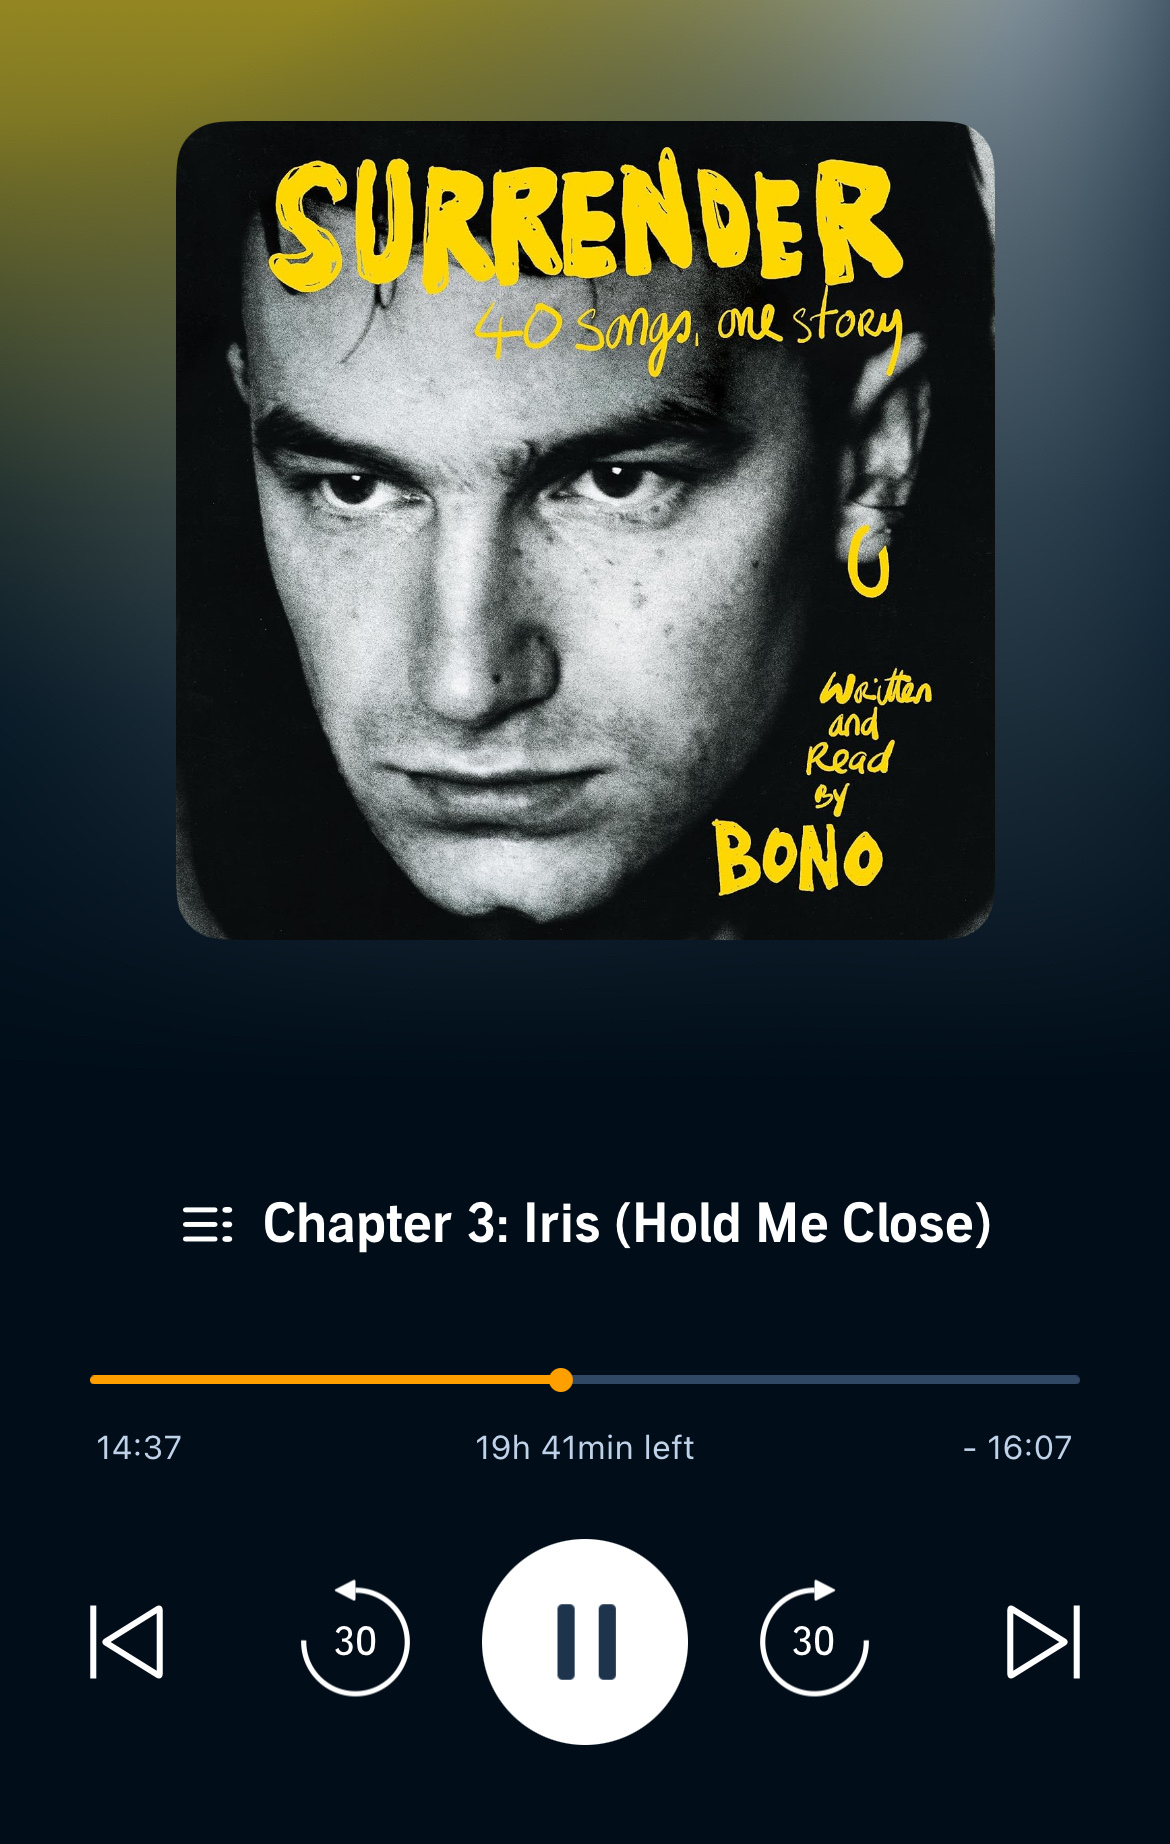 SURRENDER
40 songs, one story
Written
and
Read
By
BONO
Chapter 3: Iris (Hold Me Close)
14:37 19h 41min left - 16:07
30 30